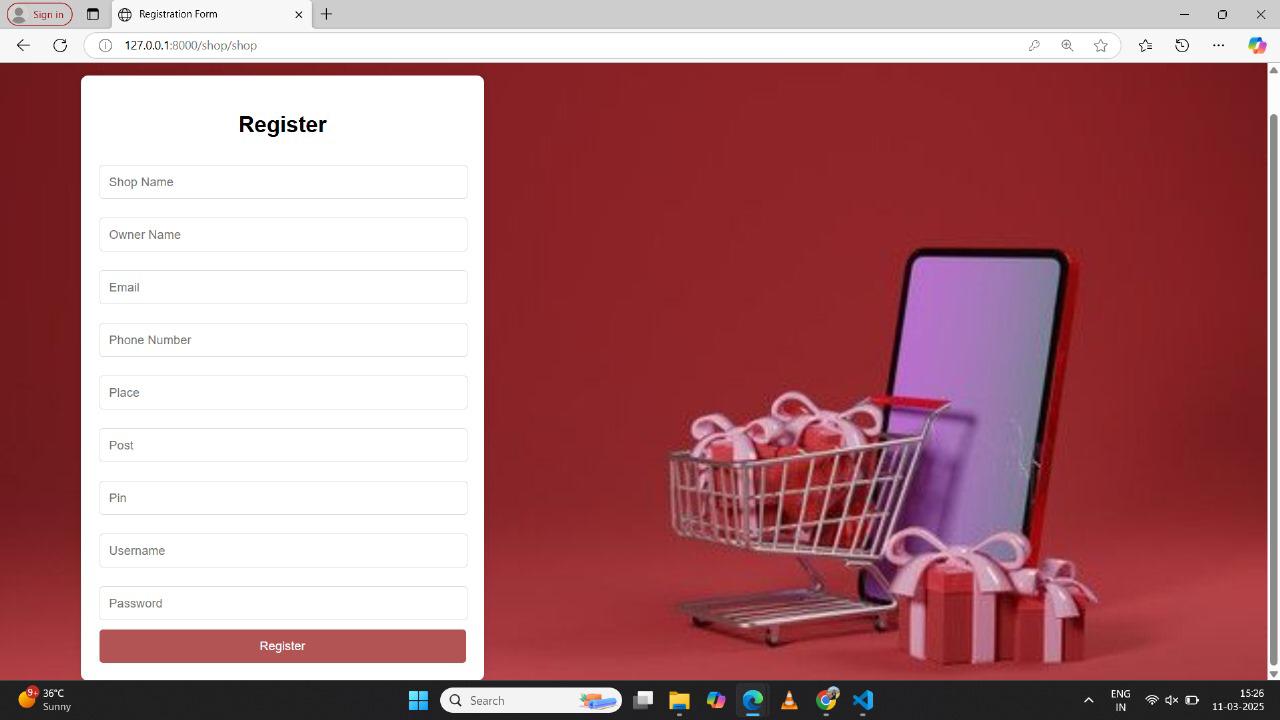 Sign in
Registration Form
127.0.0.1:8000/shop/shop
Register
Shop Name
Owner Name
Email
Phone Number
Place
Post
Pin
Username
Password
Register
9+
36°C
Sunny
Search
ENG
IN
15:26
11-03-2025